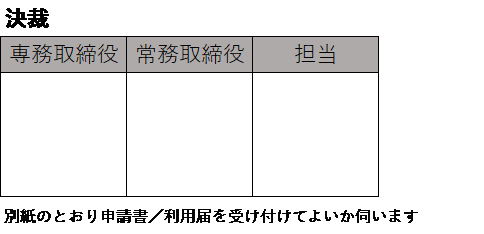 決裁
専務取締役 常務取締役 担当
別紙のとおり申請書／利用届を受け付けてよいか伺います